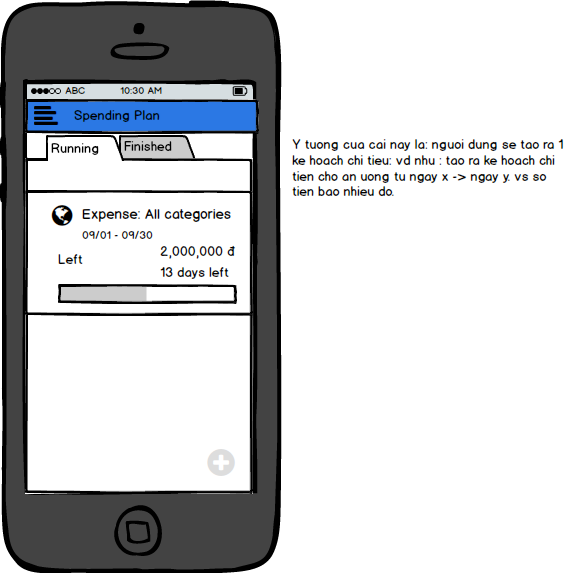 ABC 10:30 AM
Spending Plan
Running Finished
Expense: All categories
09/01 - 09/30
2,000,000 đ
Left
13 days left
Y tuong cua cai nay la: nguoi dung se tao ra 1
ke hoach chi tieu: vd nhu : tao ra ke hoach chi
tien cho an uong tu ngay x -> ngay y. vs so
tien bao nhieu do.